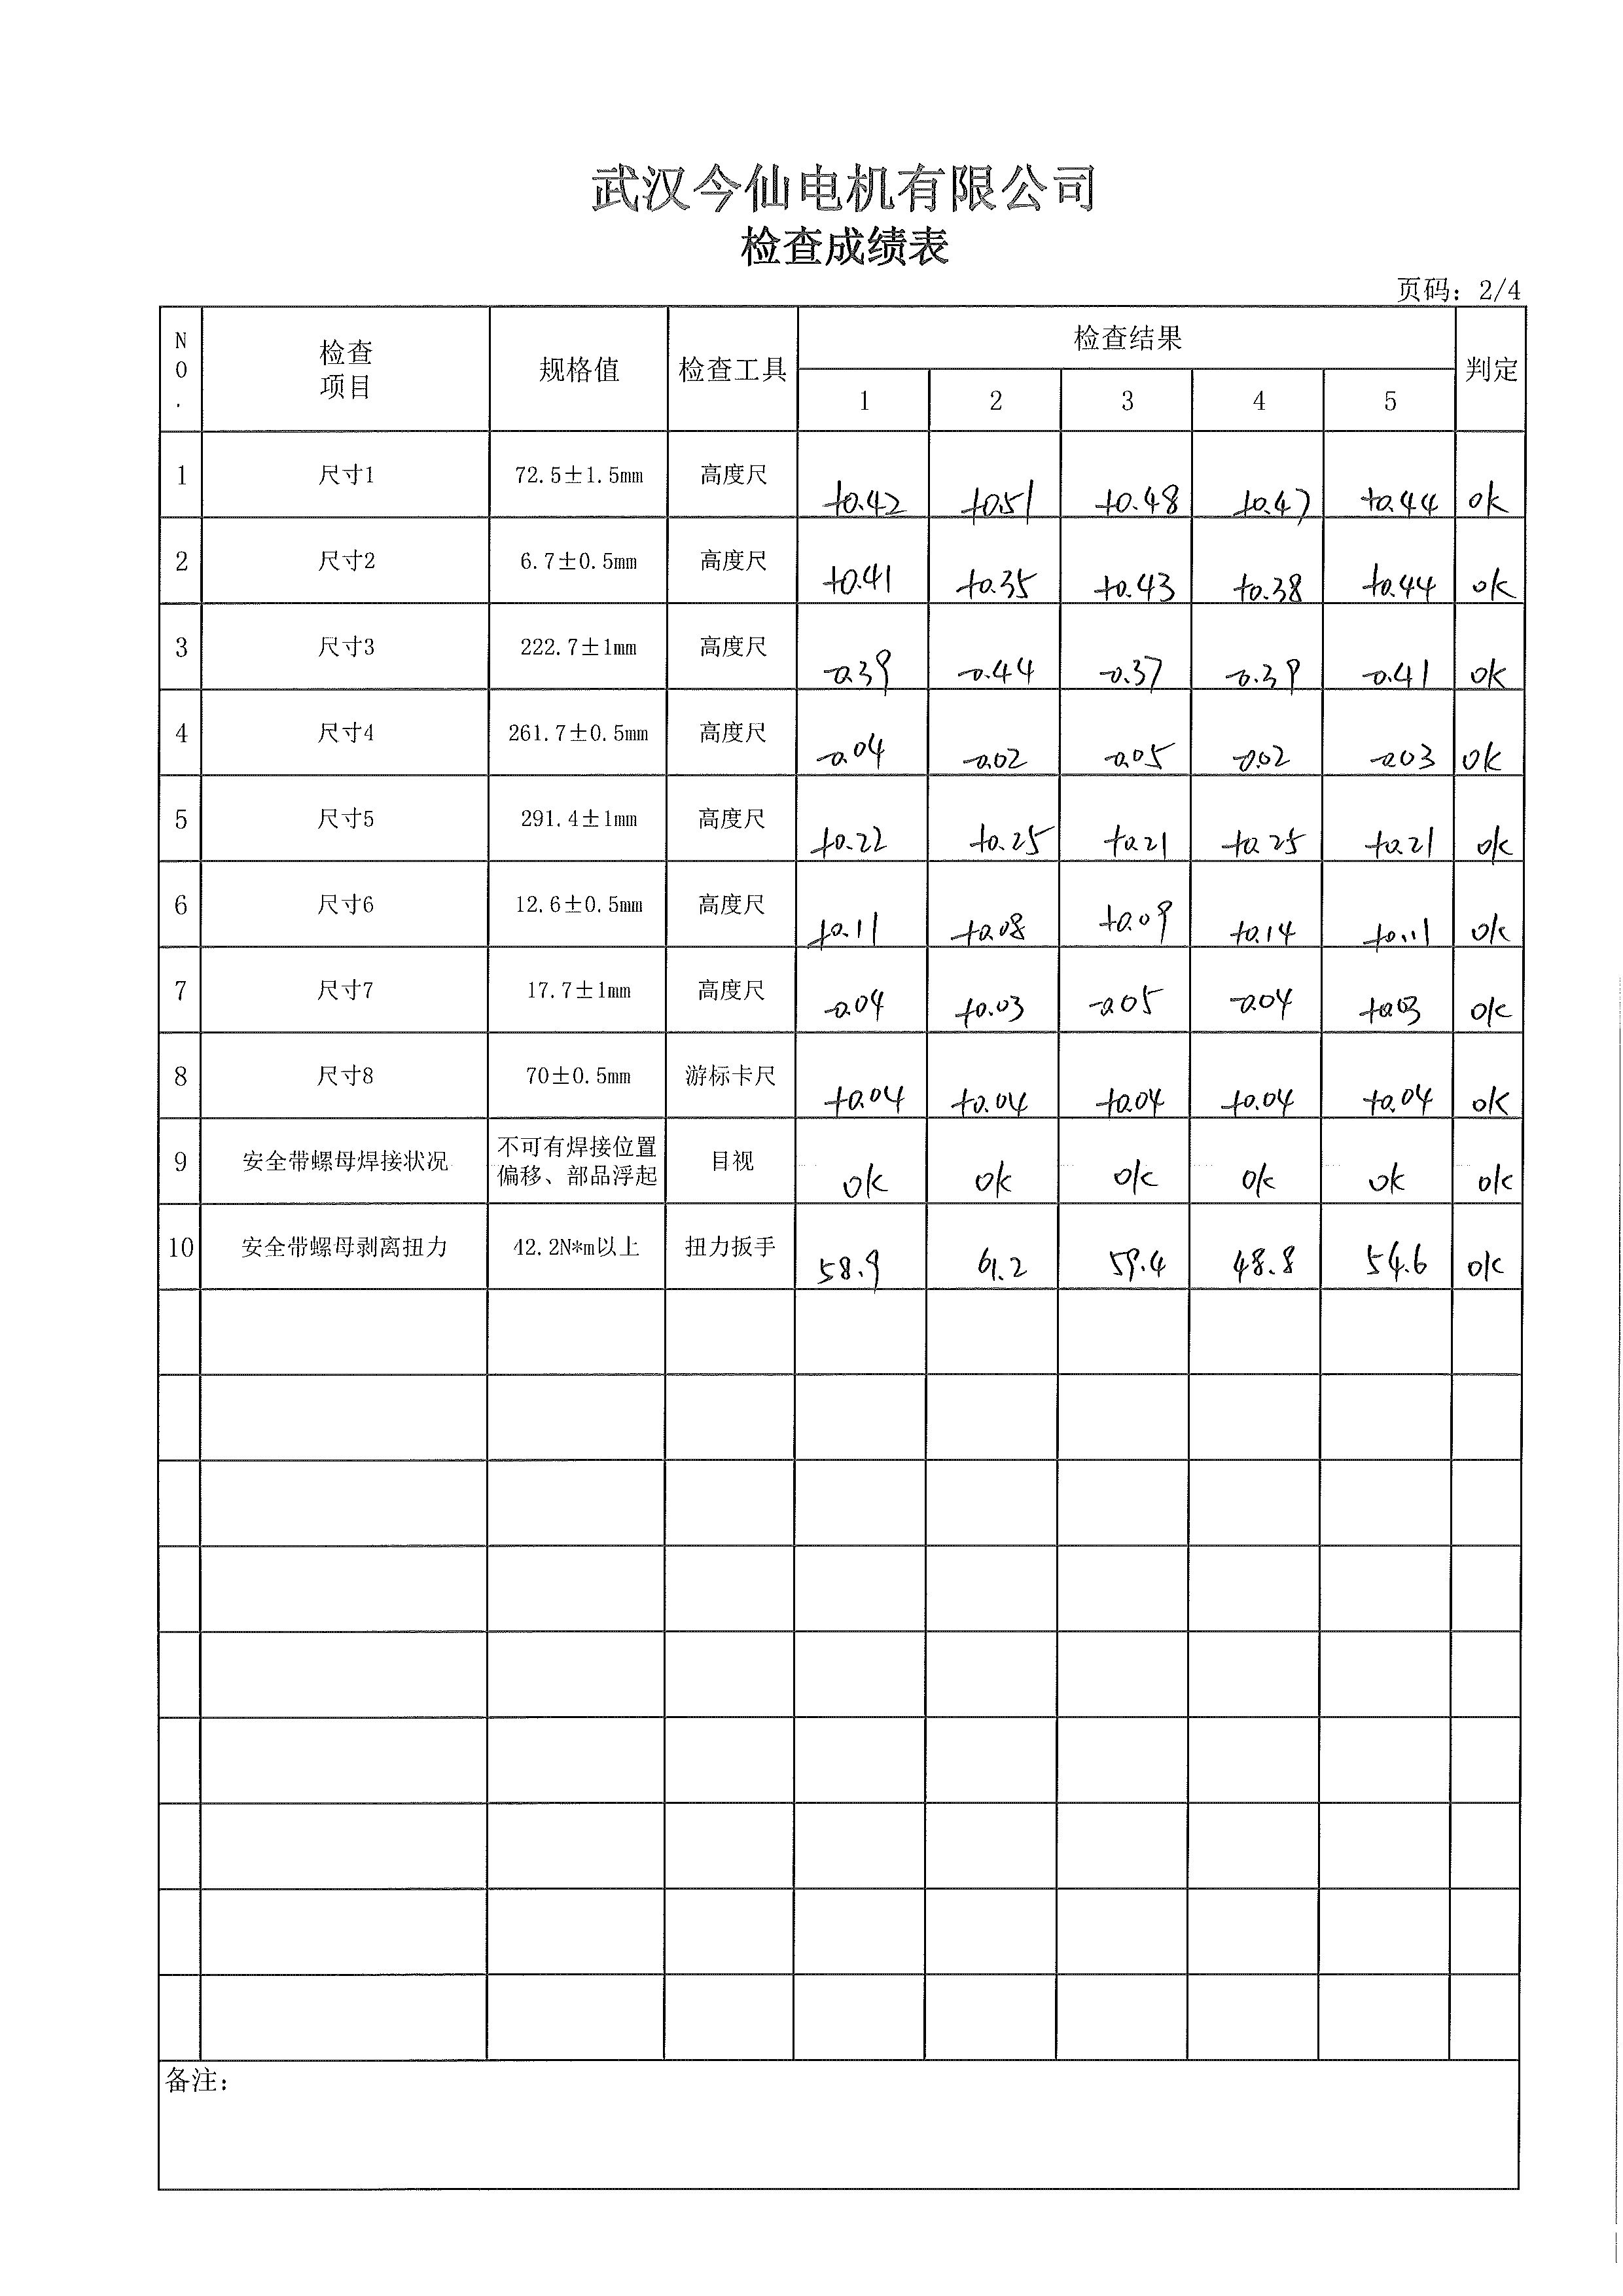 武汉今仙电机有限公司
检查成绩表
页码：2/4
NO. 检查项目 规格值 检查工具 检查结果 判定
1 2 3 4 5
1 尺寸1 72.5±1.5mm 高度尺 +0.42 +0.51 +0.48 +0.47 +0.44 ok
2 尺寸2 6.7±0.5mm 高度尺 +0.41 +0.35 +0.43 +0.38 +0.44 ok
3 尺寸3 222.7±1mm 高度尺 -0.39 -0.44 -0.37 -0.39 -0.41 ok
4 尺寸4 261.7±0.5mm 高度尺 -0.04 -0.02 -0.05 -0.02 -0.03 ok
5 尺寸5 291.4±1mm 高度尺 +0.22 +0.25 +0.21 +0.25 +0.21 ok
6 尺寸6 12.6±0.5mm 高度尺 +0.11 +0.08 +0.09 +0.14 +0.11 ok
7 尺寸7 17.7±1mm 高度尺 -0.04 +0.03 -0.05 -0.04 +0.03 ok
8 尺寸8 70±0.5mm 游标卡尺 +0.04 +0.04 +0.04 +0.04 +0.04 ok
9 安全带螺母焊接状况 不可有焊接位置偏移、部品浮起 目视 ok ok ok ok ok ok
10 安全带螺母剥离扭力 42.2N*m以上 扭力扳手 58.9 61.2 59.4 48.8 54.6 ok
备注：